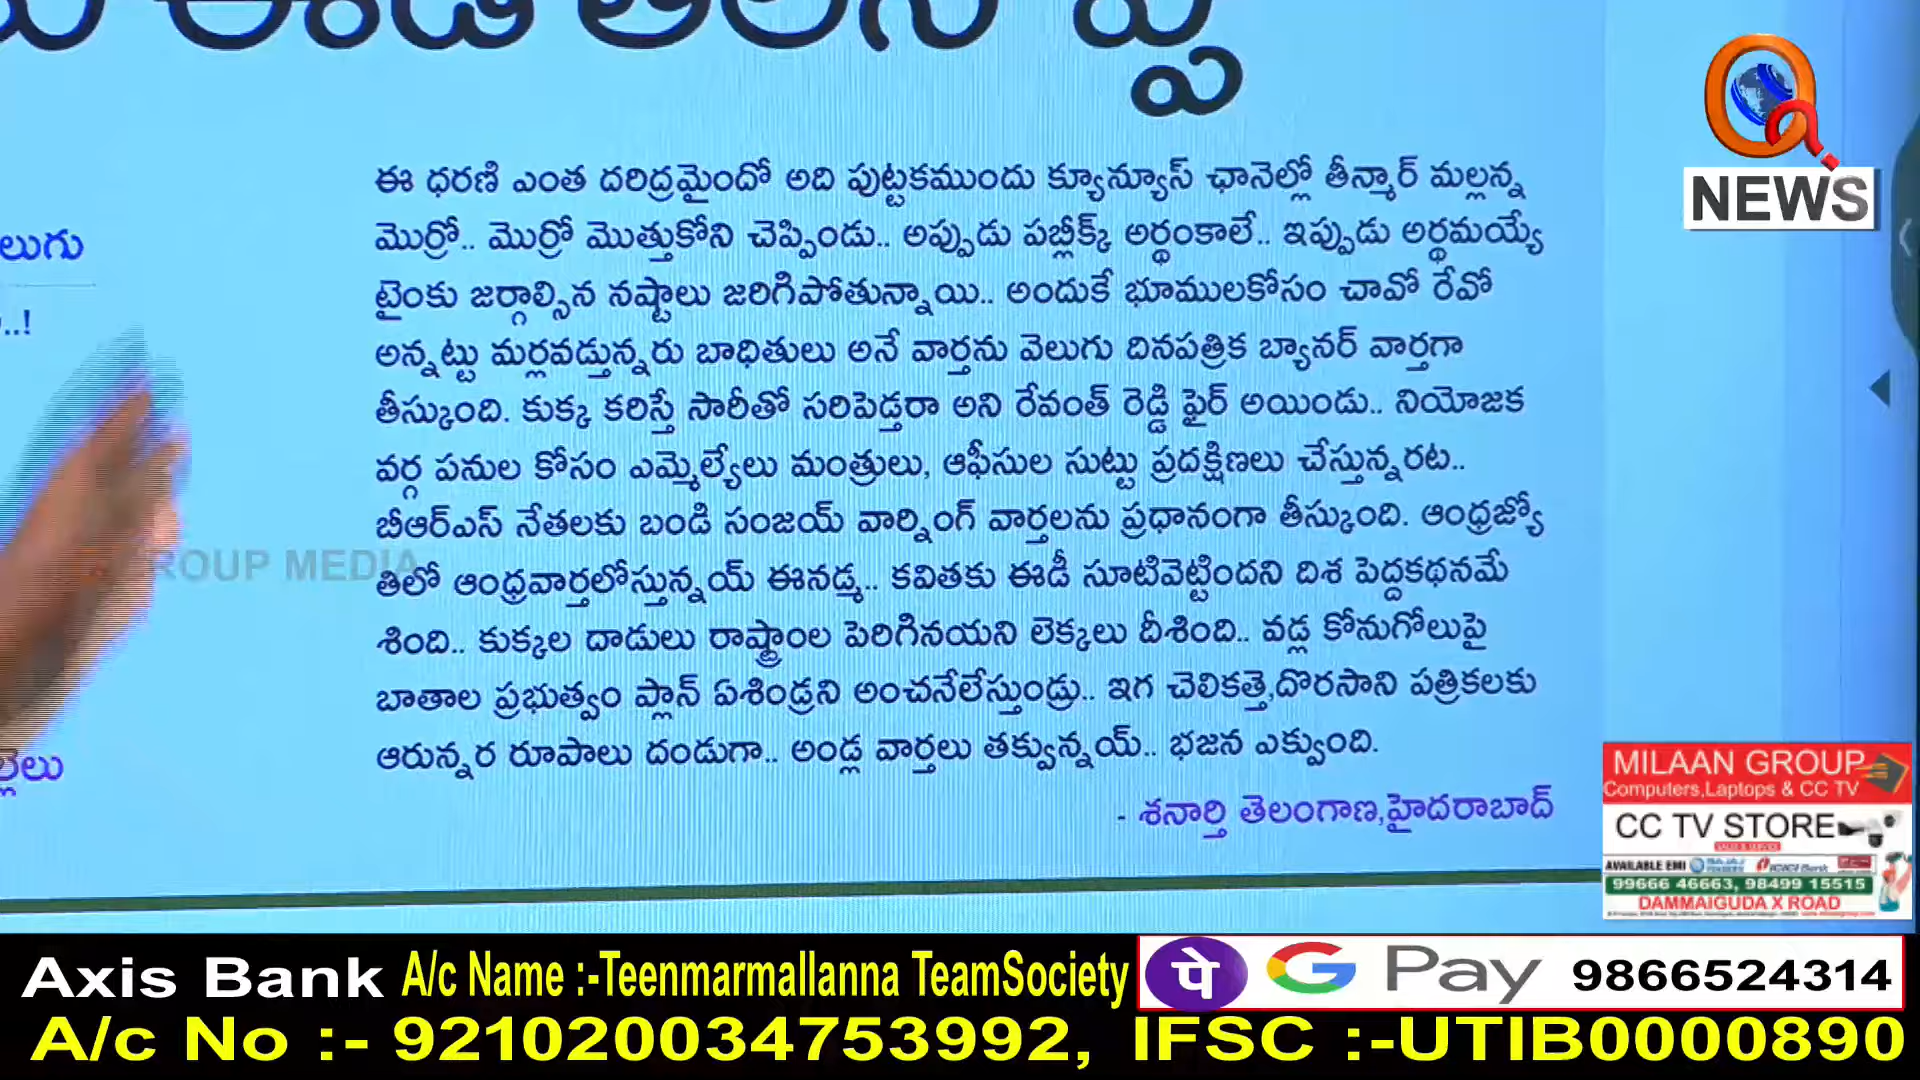 NEWS
ఈ ధరణి ఎంత దరిద్రమైందో అది పుట్టకముందు క్యూన్యూస్ ఛానెల్లో తీన్మార్ మల్లన్న
మొర్రో.. మొర్రో మొత్తుకోని చెప్పిండు.. అప్పుడు పబ్లిక్క్ అర్థంకాలే.. ఇప్పుడు అర్థమయ్యే
టైంకు జర్గాల్సిన నష్టాలు జరిగిపోతున్నాయి.. అందుకే భూములకోసం చావో రేవో
అన్నట్టు మర్లవడ్తున్నరు బాధితులు అనే వార్తను వెలుగు దినపత్రిక బ్యానర్ వార్తగా
తీస్కుంది. కుక్క కరిస్తే సారీతో సరిపెడ్తరా అని రేవంత్ రెడ్డి ఫైర్ అయిండు.. నియోజక
వర్గ పనుల కోసం ఎమ్మెల్యేలు మంత్రులు, ఆఫీసుల సుట్టు ప్రదక్షిణలు చేస్తున్నరట..
బీఆర్ఎస్ నేతలకు బండి సంజయ్ వార్నింగ్ వార్తలను ప్రధానంగా తీస్కుంది. ఆంధ్రజ్యో
తిలో ఆంధ్రవార్తలోస్తున్నయ్ ఈనడ్మ.. కవితకు ఈడీ సూటివెట్టిందని దిశ పెద్దకథనమే
శింది.. కుక్కల దాడులు రాష్ట్రాంల పెరిగినయని లెక్కలు దీశింది.. వడ్ల కోనుగోలుపై
బాతాల ప్రభుత్వం ప్లాన్ ఏశిండ్రని అంచనేలేస్తుండ్రు.. ఇగ చెలికత్తె,దొరసాని పత్రికలకు
ఆరున్నర రూపాలు దండుగా.. అండ్ల వార్తలు తక్వున్నయ్.. భజన ఎక్వుంది.
- శనార్తి తెలంగాణ,హైదరాబాద్
లుగు
..!
ROUP MEDIA
ల్లెలు
MILAAN GROUP
Computers,Laptops & CC TV
CC TV STORE
AVAILABLE EMI
99666 46663, 98499 15515
DAMMAIGUDA X ROAD
Axis Bank A/c Name :-Teenmarmallanna TeamSociety
पे G Pay 9866524314
A/c No :- 921020034753992, IFSC :-UTIB0000890